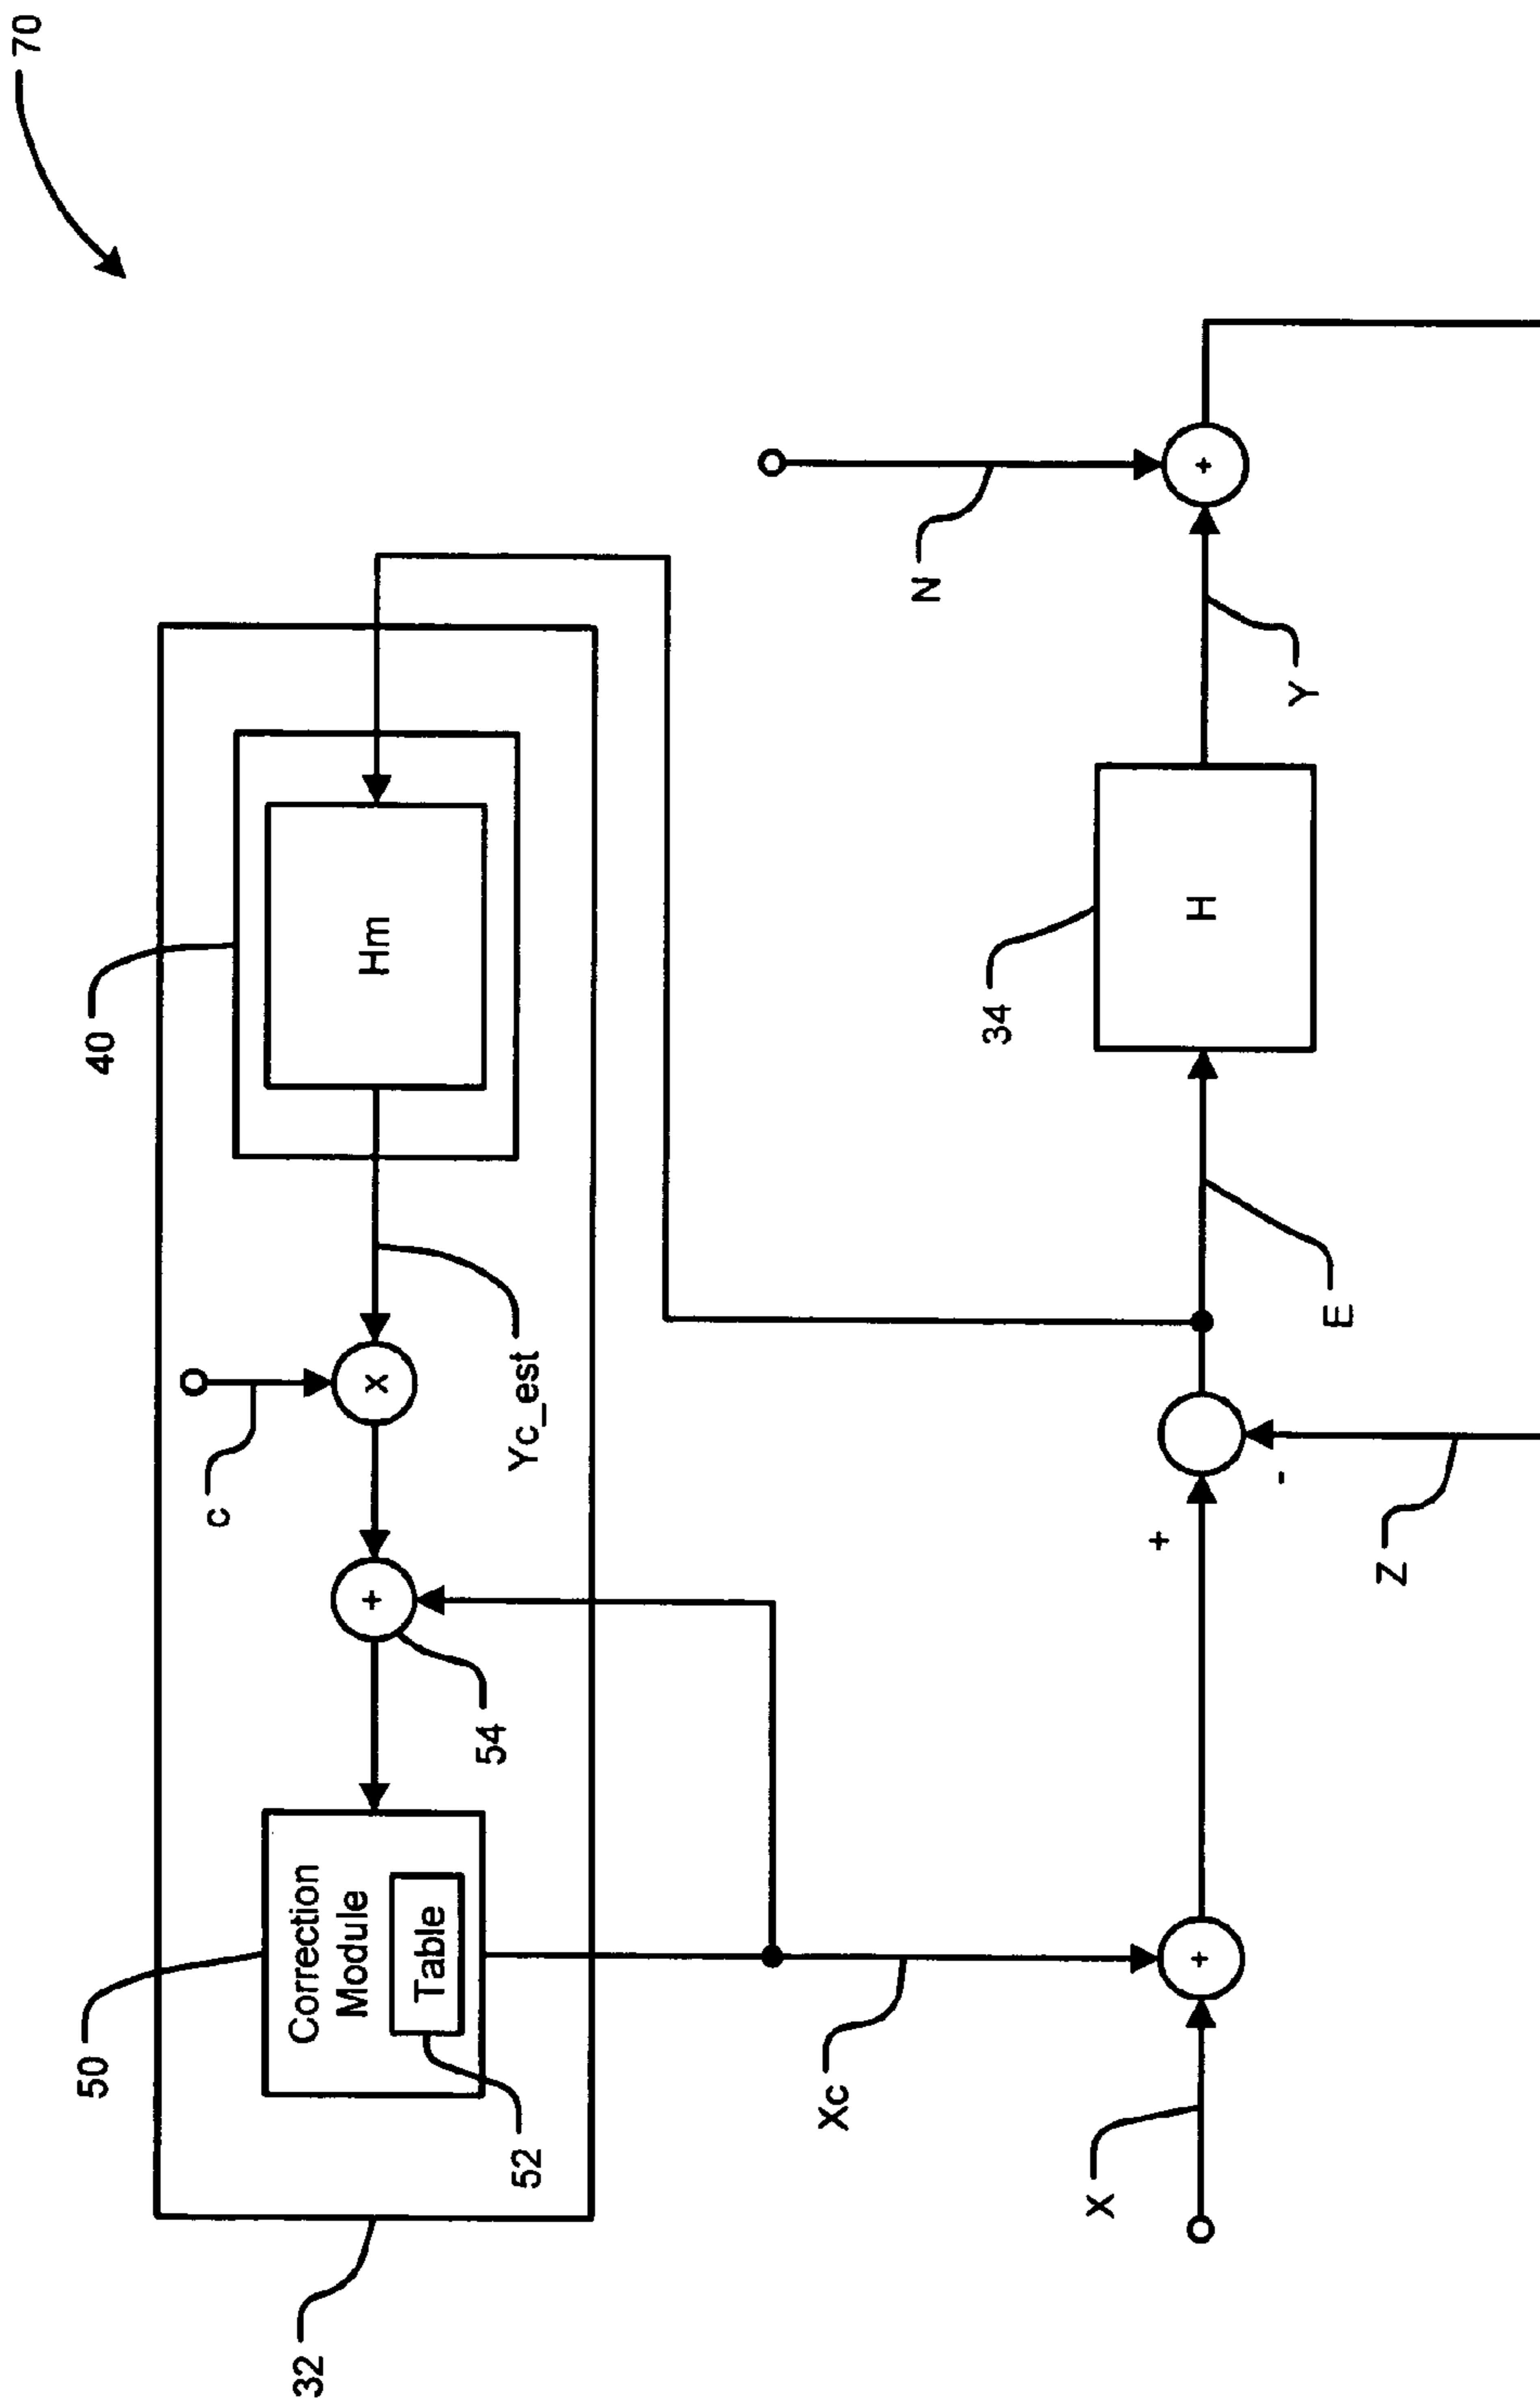 70
32
50
Correction
Module
Table
52
54
+
c
x
Yc_est
40
Hm
Xc
X
+
+
-
Z
E
34
H
Y
N
+